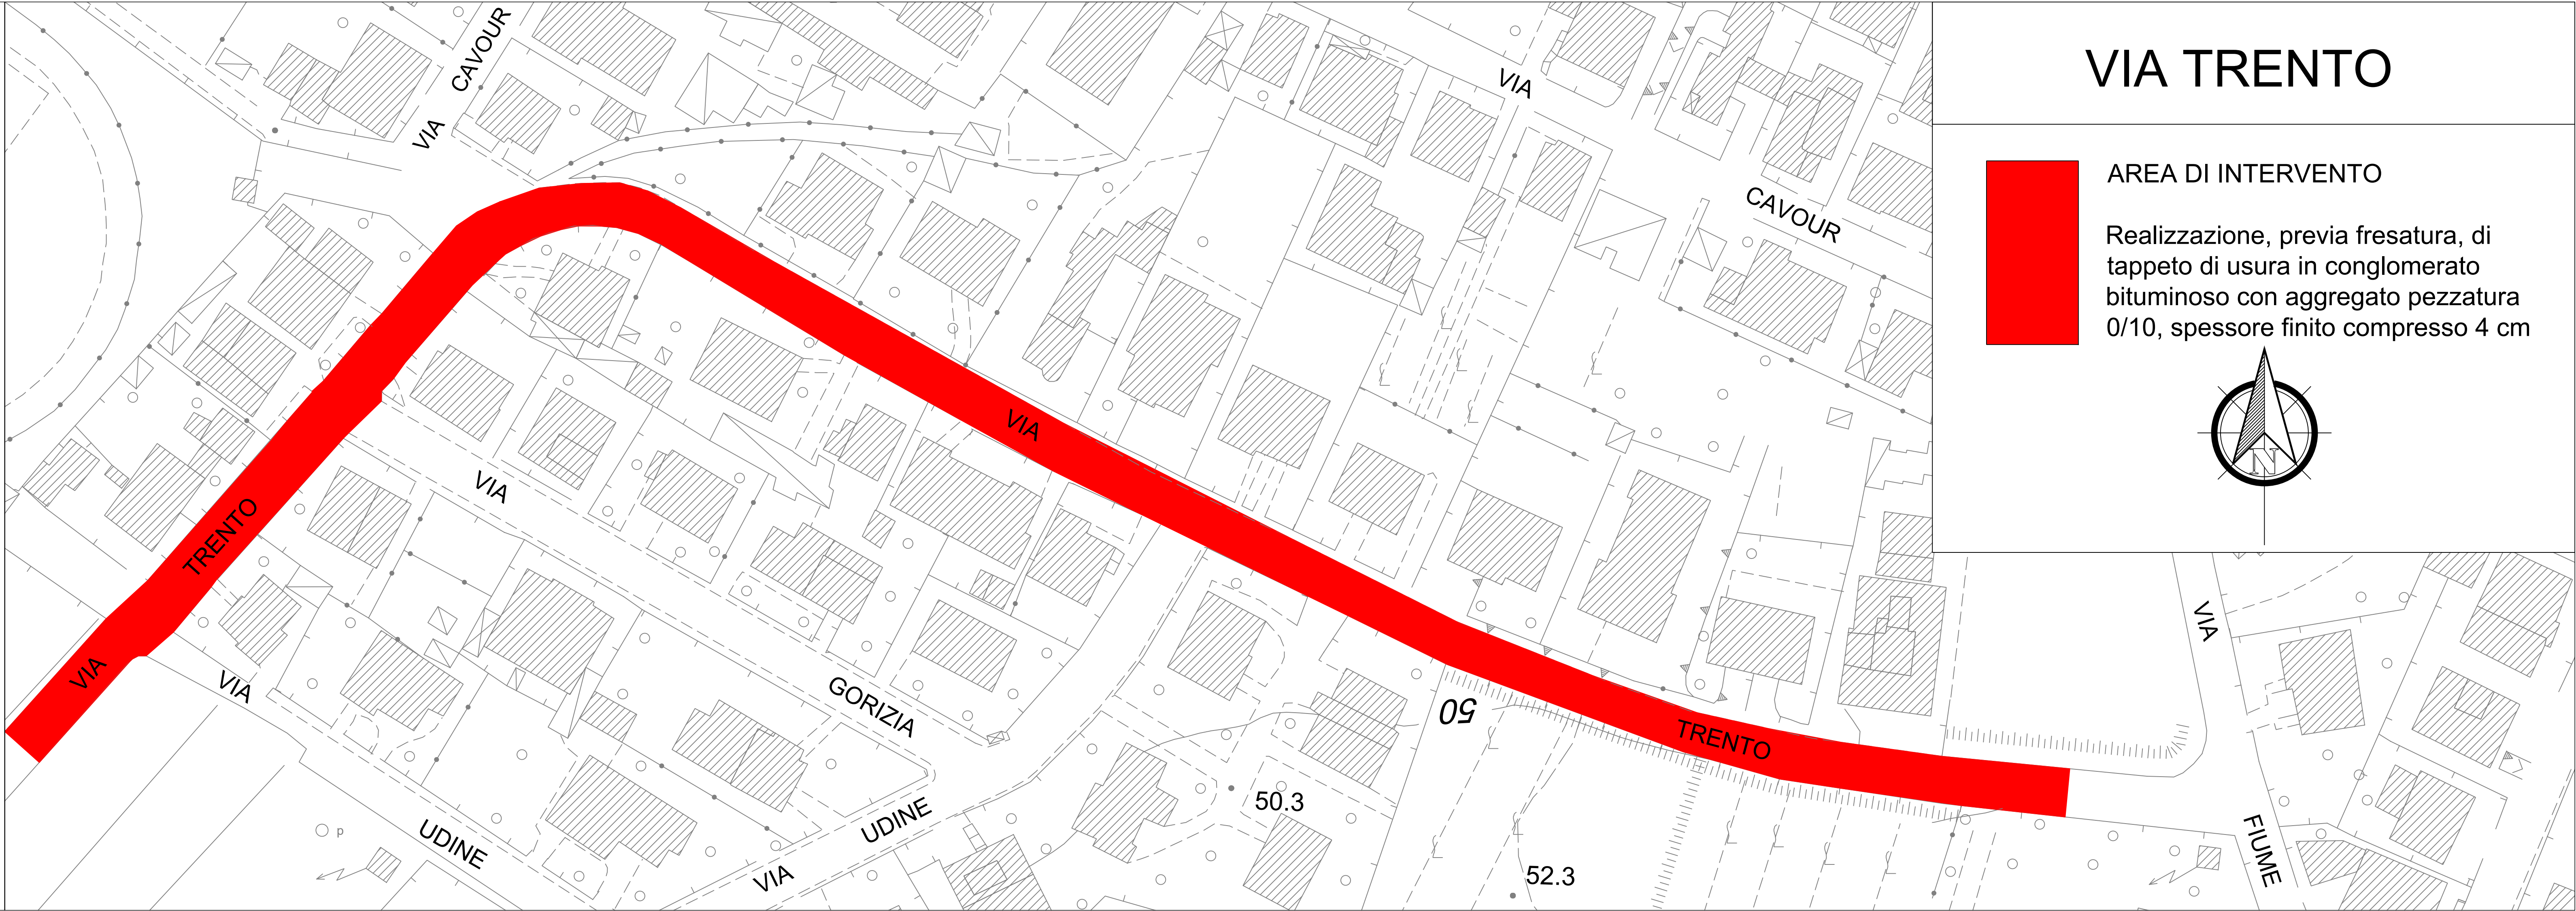 VIA TRENTO
AREA DI INTERVENTO
Realizzazione, previa fresatura, di
tappeto di usura in conglomerato
bituminoso con aggregato pezzatura
0/10, spessore finito compresso 4 cm
N
VIA
CAVOUR
VIA
CAVOUR
VIA
TRENTO
VIA
TRENTO
VIA
GORIZIA
VIA
UDINE
VIA
UDINE
VIA
FIUME
50
50.3
52.3
p